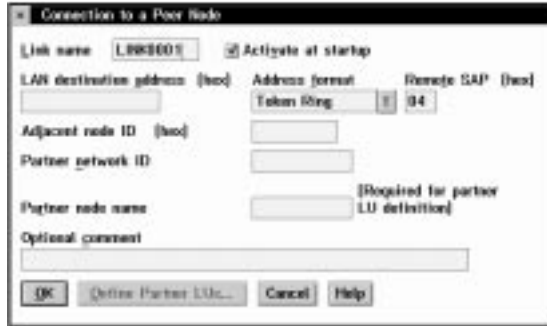 Connection to a Peer Node
Link name LINK0001 Activate at startup
LAN destination address (hex) Address format Remote SAP (hex)
Token Ring 04
Adjacent node ID (hex)
Partner network ID
[Required for partner
Partner node name LU definition]
Optional comment
OK Define Partner LUs... Cancel Help